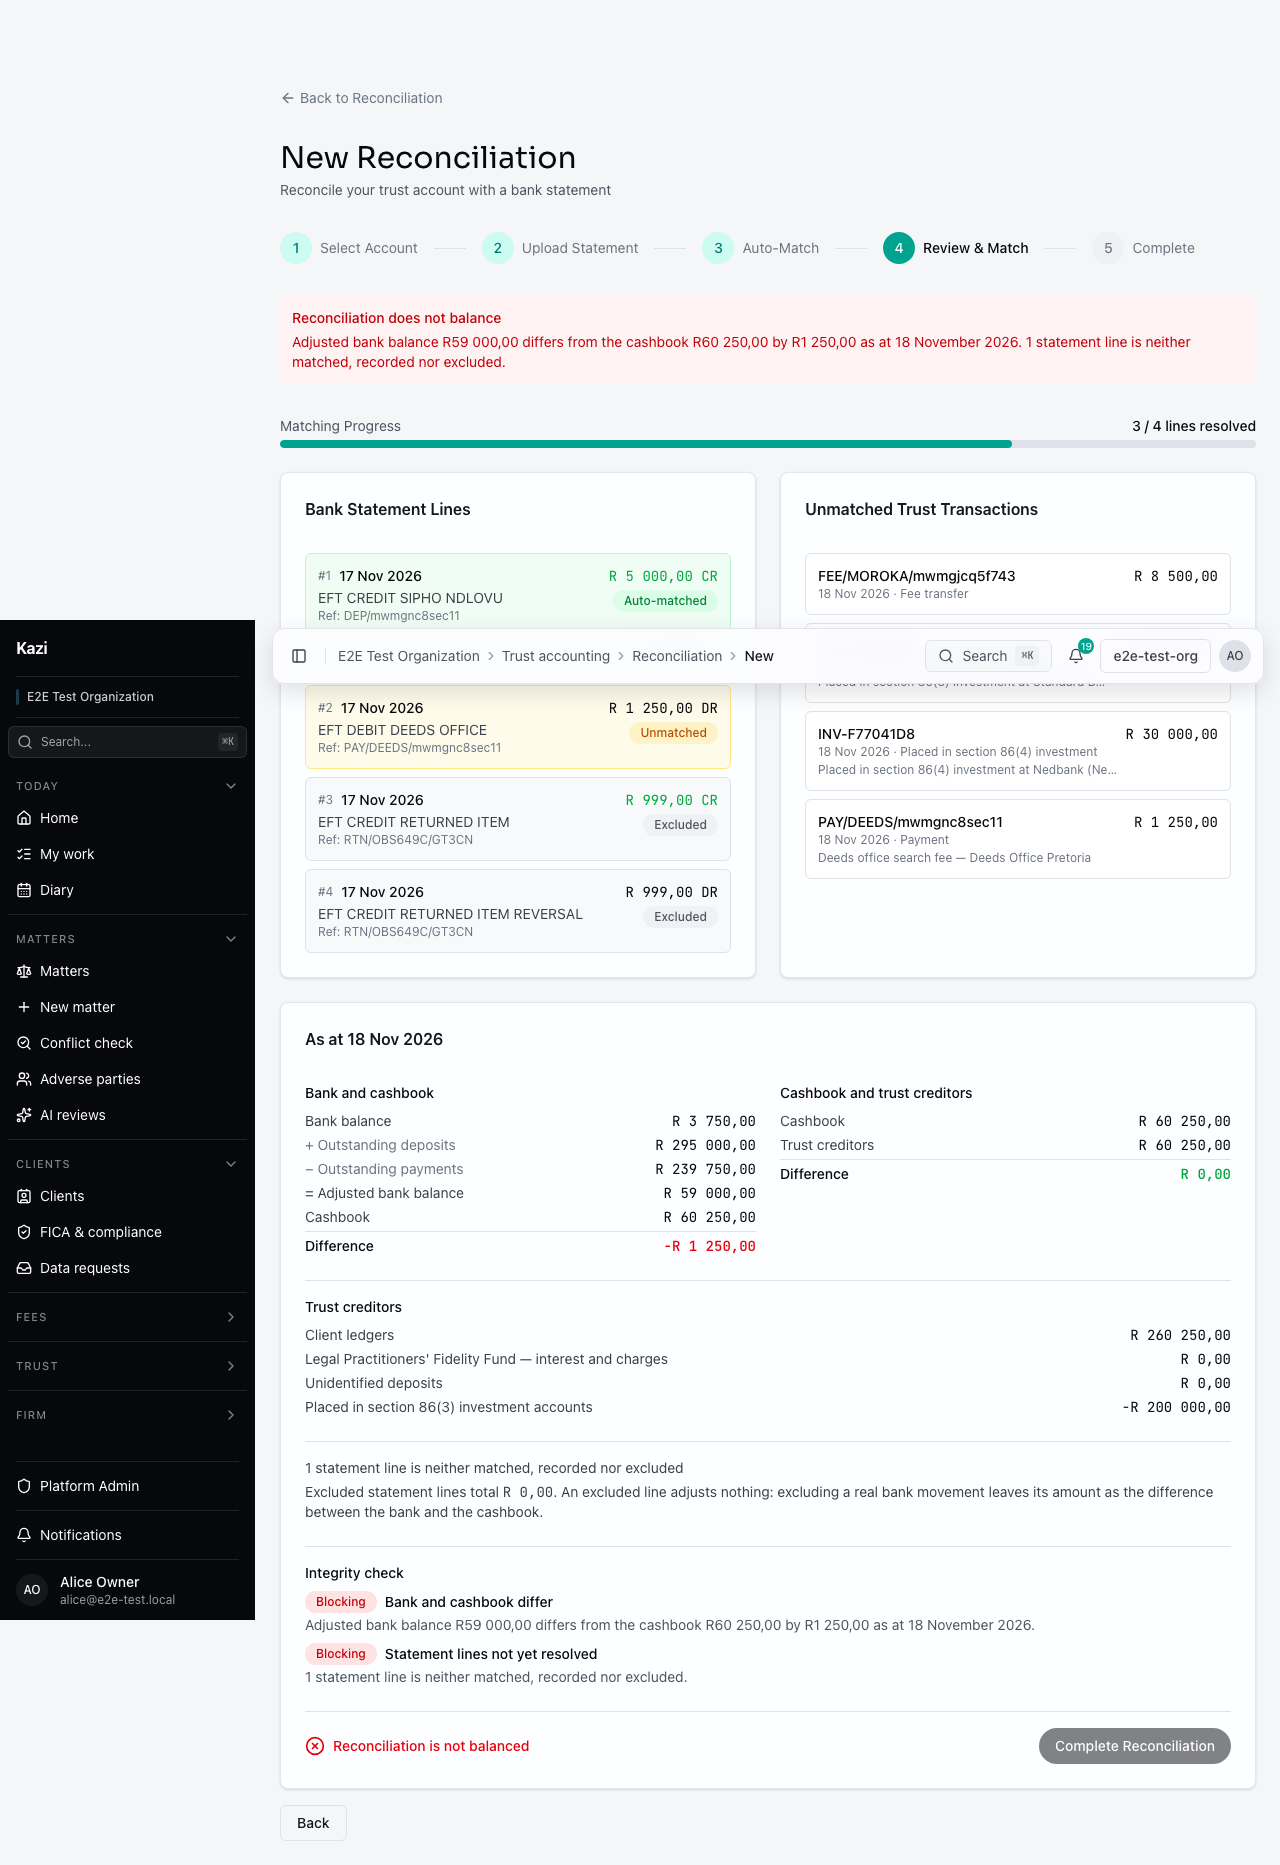 Back to Reconciliation
New Reconciliation
Reconcile your trust account with a bank statement
1 Select Account
2 Upload Statement
3 Auto-Match
4 Review & Match
5 Complete
Reconciliation does not balance
Adjusted bank balance R59 000,00 differs from the cashbook R60 250,00 by R1 250,00 as at 18 November 2026. 1 statement line is neither
matched, recorded nor excluded.
Matching Progress
3 / 4 lines resolved
Bank Statement Lines
#1 17 Nov 2026 R 5 000,00 CR
EFT CREDIT SIPHO NDLOVU Auto-matched
Ref: DEP/mwmgnc8sec11
#2 17 Nov 2026 R 1 250,00 DR
EFT DEBIT DEEDS OFFICE Unmatched
Ref: PAY/DEEDS/mwmgnc8sec11
#3 17 Nov 2026 R 999,00 CR
EFT CREDIT RETURNED ITEM Excluded
Ref: RTN/OBS649C/GT3CN
#4 17 Nov 2026 R 999,00 DR
EFT CREDIT RETURNED ITEM REVERSAL Excluded
Ref: RTN/OBS649C/GT3CN
Unmatched Trust Transactions
FEE/MOROKA/mwmgjcq5f743 R 8 500,00
18 Nov 2026 · Fee transfer
INV-F77041D8 R 30 000,00
18 Nov 2026 · Placed in section 86(4) investment
Placed in section 86(4) investment at Nedbank (Ne...
PAY/DEEDS/mwmgnc8sec11 R 1 250,00
18 Nov 2026 · Payment
Deeds office search fee — Deeds Office Pretoria
E2E Test Organization > Trust accounting > Reconciliation > New
Search ⌘K
19
e2e-test-org
AO
Kazi
E2E Test Organization
Search... ⌘K
TODAY
Home
My work
Diary
MATTERS
Matters
New matter
Conflict check
Adverse parties
AI reviews
CLIENTS
Clients
FICA & compliance
Data requests
FEES
TRUST
FIRM
Platform Admin
Notifications
AO
Alice Owner
alice@e2e-test.local
As at 18 Nov 2026
Bank and cashbook
Bank balance R 3 750,00
+ Outstanding deposits R 295 000,00
− Outstanding payments R 239 750,00
= Adjusted bank balance R 59 000,00
Cashbook R 60 250,00
Difference -R 1 250,00
Cashbook and trust creditors
Cashbook R 60 250,00
Trust creditors R 60 250,00
Difference R 0,00
Trust creditors
Client ledgers R 260 250,00
Legal Practitioners' Fidelity Fund — interest and charges R 0,00
Unidentified deposits R 0,00
Placed in section 86(3) investment accounts -R 200 000,00
1 statement line is neither matched, recorded nor excluded
Excluded statement lines total R 0,00. An excluded line adjusts nothing: excluding a real bank movement leaves its amount as the difference
between the bank and the cashbook.
Integrity check
Blocking Bank and cashbook differ
Adjusted bank balance R59 000,00 differs from the cashbook R60 250,00 by R1 250,00 as at 18 November 2026.
Blocking Statement lines not yet resolved
1 statement line is neither matched, recorded nor excluded.
Reconciliation is not balanced
Complete Reconciliation
Back